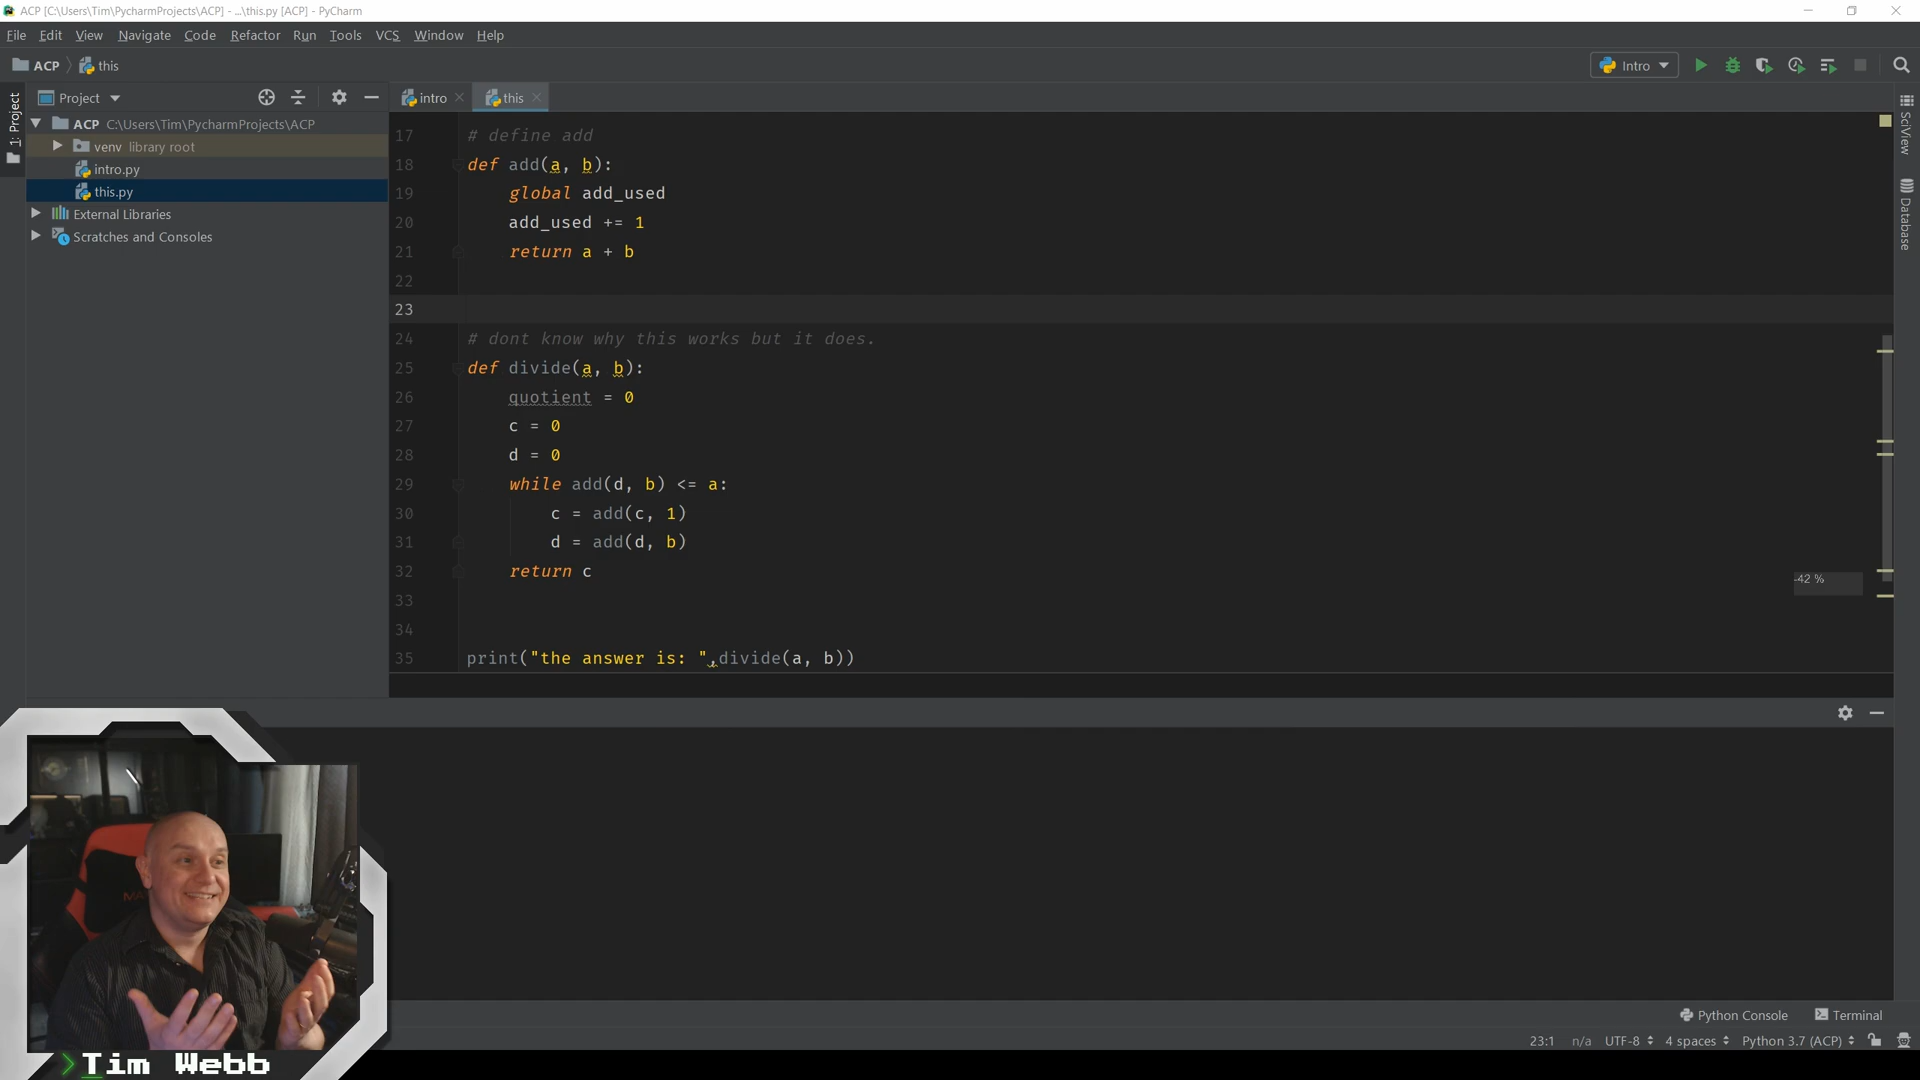 ACP [C:\Users\Tim\PycharmProjects\ACP] - ...\this.py [ACP] - PyCharm
File Edit View Navigate Code Refactor Run Tools VCS Window Help
ACP this Intro
Project intro this
1: Project
ACP C:\Users\Tim\PycharmProjects\ACP
venv library root
intro.py
this.py
External Libraries
Scratches and Consoles
17 # define add
18 def add(a, b):
19 global add_used
20 add_used += 1
21 return a + b
22
23
24 # dont know why this works but it does.
25 def divide(a, b):
26 quotient = 0
27 c = 0
28 d = 0
29 while add(d, b) <= a:
30 c = add(c, 1)
31 d = add(d, b)
32 return c
33
34
35 print("the answer is: ",divide(a, b))
-42 %
SciView
Database
Python Console Terminal
23:1 n/a UTF-8 4 spaces Python 3.7 (ACP)
>Tim Webb